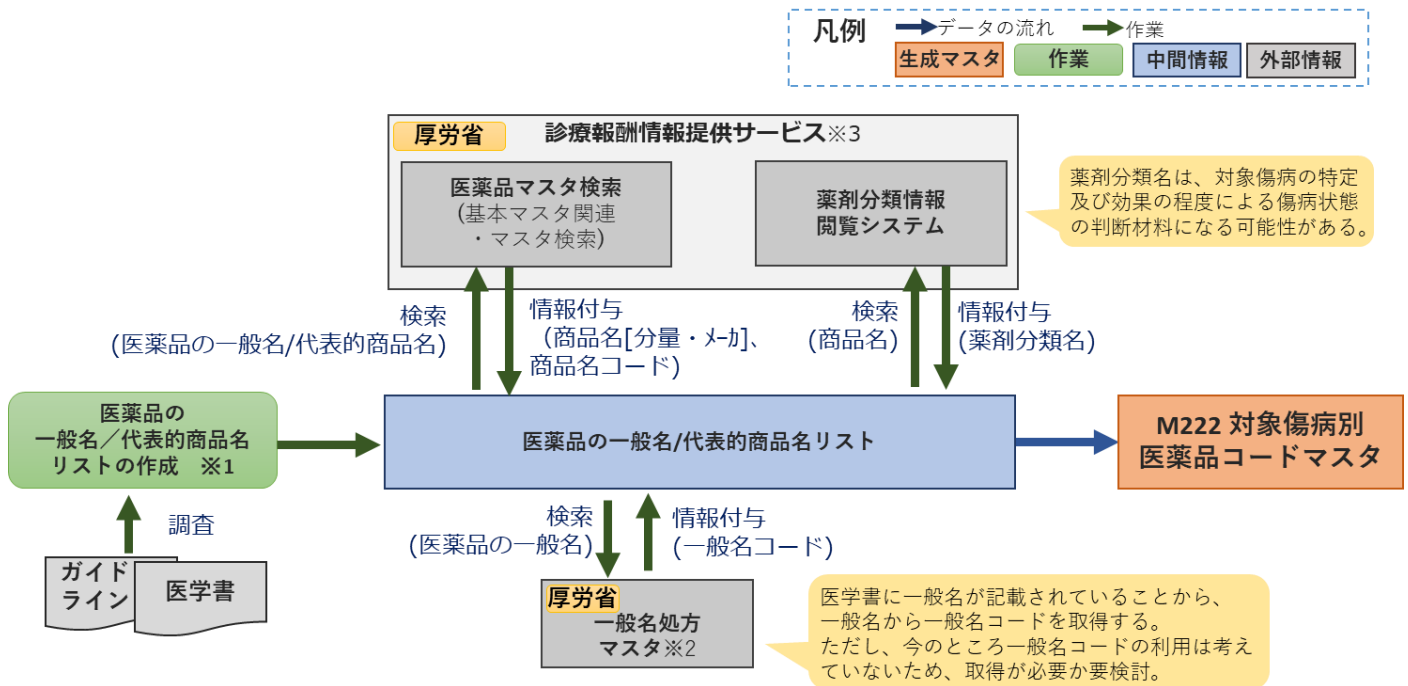 凡例
データの流れ
作業
生成マスタ
作業
中間情報
外部情報
厚労省
診療報酬情報提供サービス※3
医薬品マスタ検索
(基本マスタ関連
・マスタ検索)
薬剤分類情報
閲覧システム
薬剤分類名は、対象傷病の特定
及び効果の程度による傷病状態
の判断材料になる可能性がある。
検索
(医薬品の一般名/代表的商品名)
情報付与
(商品名[分量・メーカ]、
商品名コード)
検索
(商品名)
情報付与
(薬剤分類名)
医薬品の
一般名／代表的商品名
リストの作成 ※1
医薬品の一般名/代表的商品名リスト
M222 対象傷病別
医薬品コードマスタ
調査
ガイド
ライン
医学書
検索
(医薬品の一般名)
情報付与
(一般名コード)
厚労省
一般名処方
マスタ※2
医学書に一般名が記載されていることから、
一般名から一般名コードを取得する。
ただし、今のところ一般名コードの利用は考え
ていないため、取得が必要か要検討。